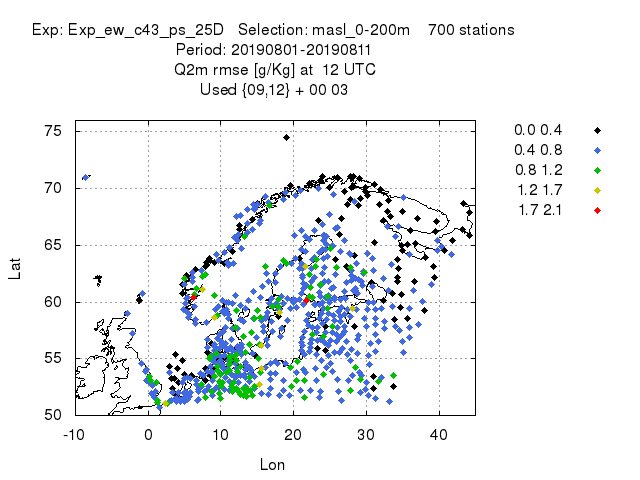 Exp: Exp_ew_c43_ps_25D   Selection: masl_0-200m    700 stations
Period: 20190801-20190811
Q2m rmse [g/Kg] at  12 UTC
Used {09,12} + 00 03
0.0 0.4
0.4 0.8
0.8 1.2
1.2 1.7
1.7 2.1
75
70
65
60
55
50
Lat
-10 0 10 20 30 40
Lon